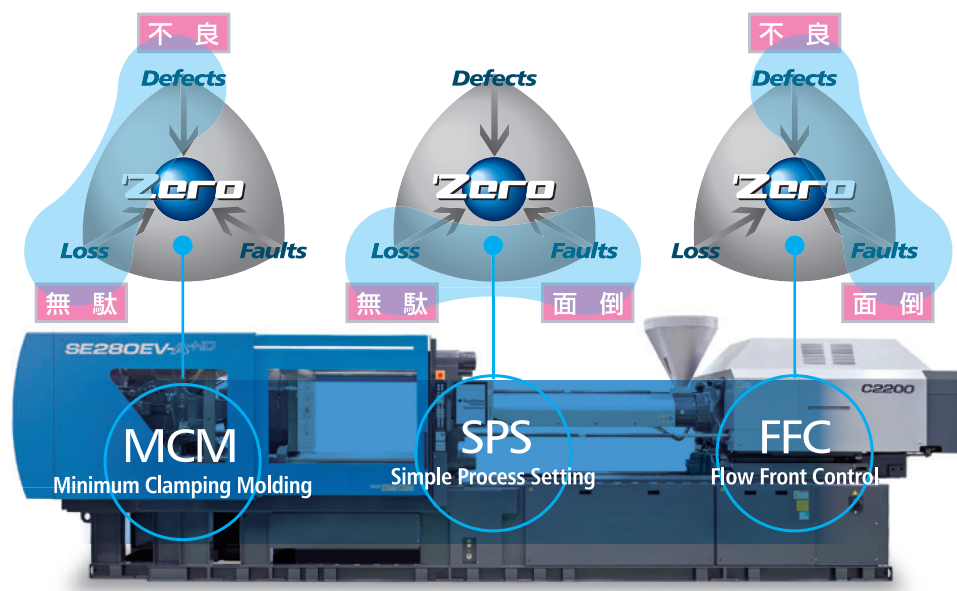 不良
不良
Defects
Defects
Defects
Zero
Zero
Zero
Loss
Faults
Loss
Faults
Loss
Faults
無駄
無駄
面倒
面倒
SE280EV-A+HD
C2200
MCM
Minimum Clamping Molding
SPS
Simple Process Setting
FFC
Flow Front Control